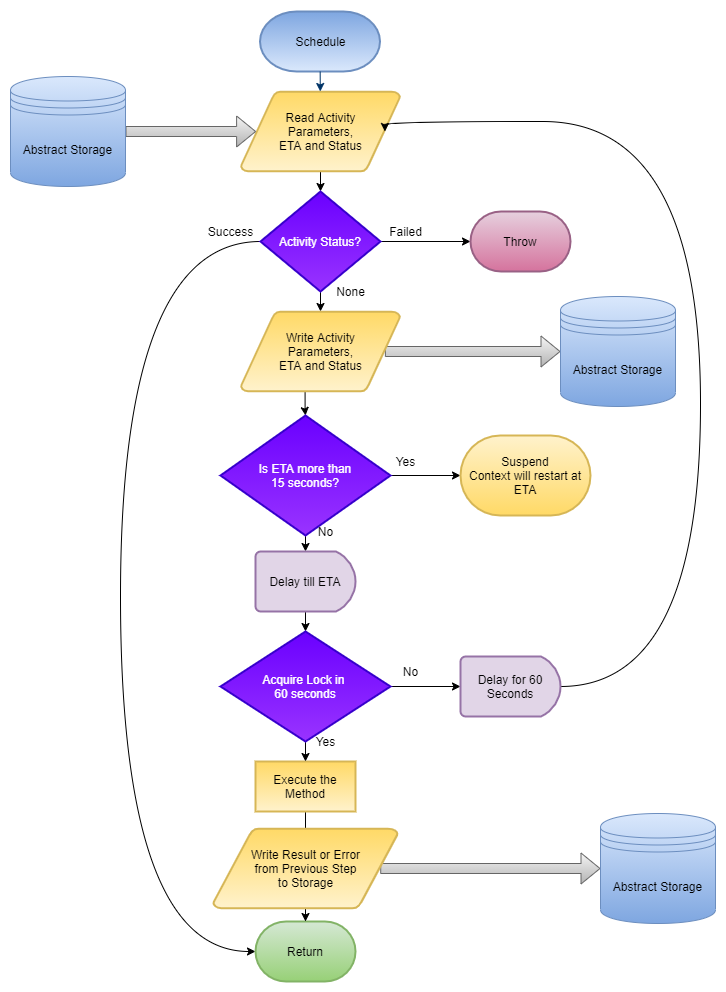 Schedule
Abstract Storage
Read Activity
Parameters,
ETA and Status
Success
Activity Status?
Failed
Throw
None
Write Activity
Parameters,
ETA and Status
Abstract Storage
Is ETA more than
15 seconds?
Yes
Suspend
Context will restart at
ETA
No
Delay till ETA
Acquire Lock in
60 seconds
No
Delay for 60
Seconds
Yes
Execute the
Method
Write Result or Error
from Previous Step
to Storage
Abstract Storage
Return